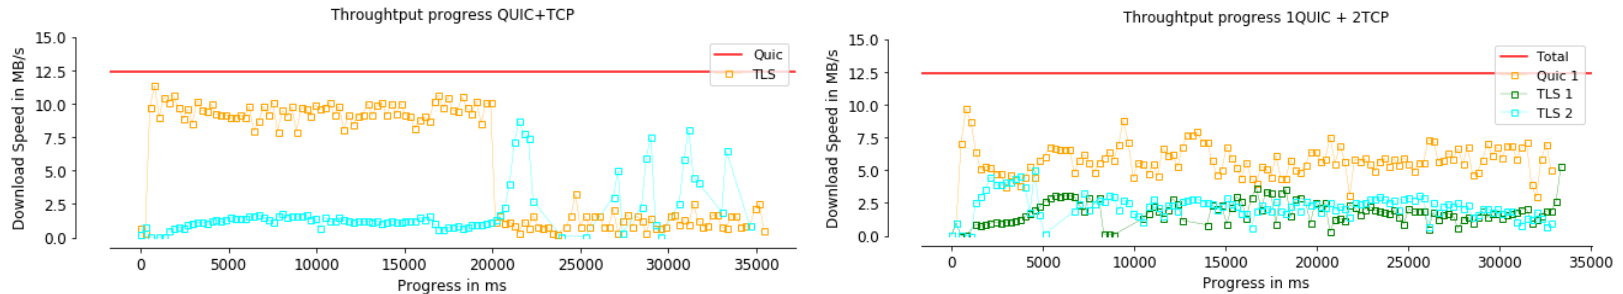 Throughtput progress QUIC+TCP
Download Speed in MB/s
15.0
12.5
10.0
7.5
5.0
2.5
0.0
Quic
TLS
0
5000
10000
15000
20000
25000
30000
35000
Progress in ms
Throughtput progress 1QUIC + 2TCP
Download Speed in MB/s
15.0
12.5
10.0
7.5
5.0
2.5
0.0
Total
Quic 1
TLS 1
TLS 2
0
5000
10000
15000
20000
25000
30000
35000
Progress in ms